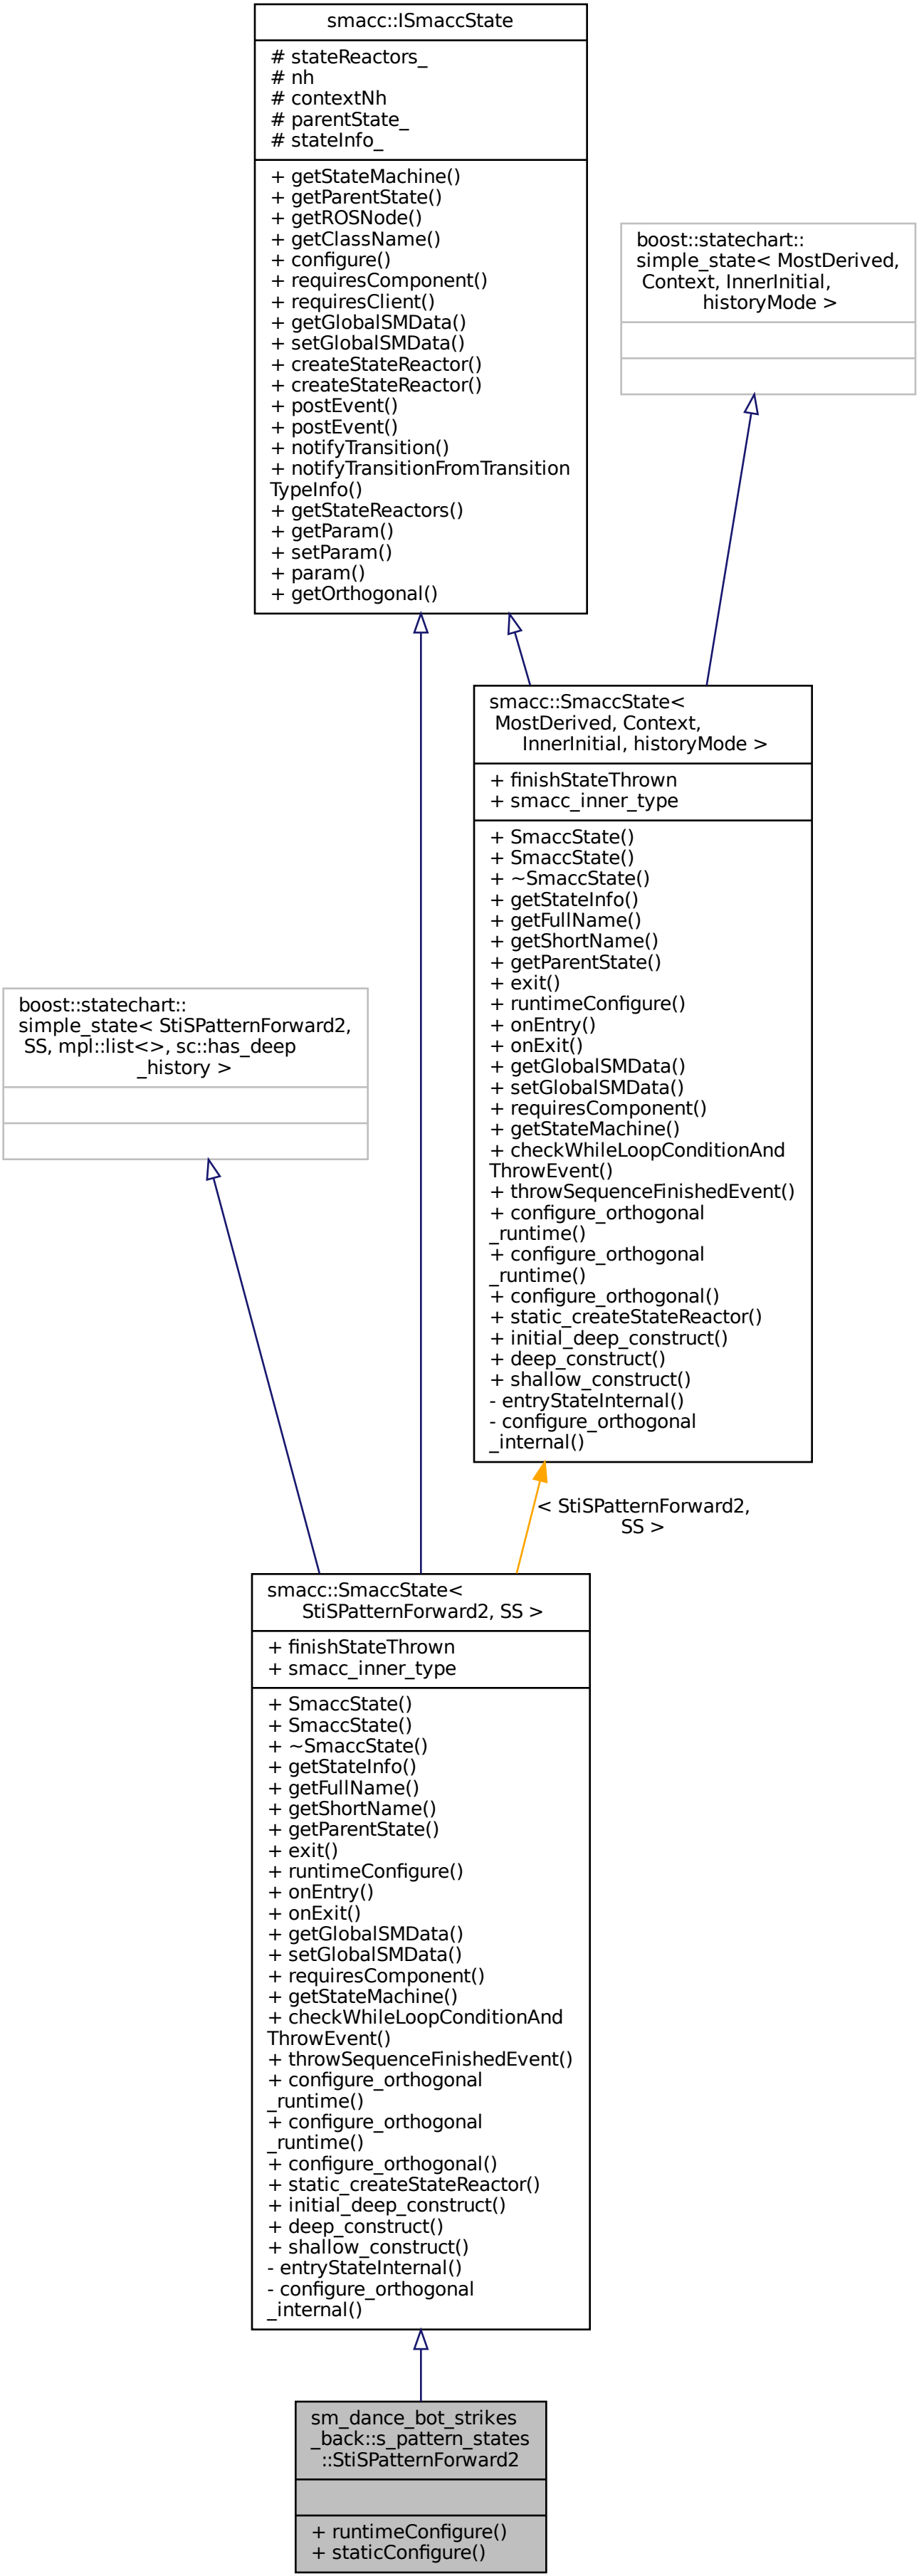 smacc::ISmaccState
# stateReactors_
# nh
# contextNh
# parentState_
# stateInfo_
+ getStateMachine()
+ getParentState()
+ getROSNode()
+ getClassName()
+ configure()
+ requiresComponent()
+ requiresClient()
+ getGlobalSMData()
+ setGlobalSMData()
+ createStateReactor()
+ createStateReactor()
+ postEvent()
+ postEvent()
+ notifyTransition()
+ notifyTransitionFromTransition
TypeInfo()
+ getStateReactors()
+ getParam()
+ setParam()
+ param()
+ getOrthogonal()
boost::statechart::
simple_state< MostDerived,
Context, InnerInitial,
historyMode >
smacc::SmaccState<
MostDerived, Context,
InnerInitial, historyMode >
+ finishStateThrown
+ smacc_inner_type
+ SmaccState()
+ SmaccState()
+ ~SmaccState()
+ getStateInfo()
+ getFullName()
+ getShortName()
+ getParentState()
+ exit()
+ runtimeConfigure()
+ onEntry()
+ onExit()
+ getGlobalSMData()
+ setGlobalSMData()
+ requiresComponent()
+ getStateMachine()
+ checkWhileLoopConditionAnd
ThrowEvent()
+ throwSequenceFinishedEvent()
+ configure_orthogonal
_runtime()
+ configure_orthogonal
_runtime()
+ configure_orthogonal()
+ static_createStateReactor()
+ initial_deep_construct()
+ deep_construct()
+ shallow_construct()
- entryStateInternal()
- configure_orthogonal
_internal()
boost::statechart::
simple_state< StiSPatternForward2,
SS, mpl::list<>, sc::has_deep
_history >
< StiSPatternForward2,
SS >
smacc::SmaccState<
StiSPatternForward2, SS >
+ finishStateThrown
+ smacc_inner_type
+ SmaccState()
+ SmaccState()
+ ~SmaccState()
+ getStateInfo()
+ getFullName()
+ getShortName()
+ getParentState()
+ exit()
+ runtimeConfigure()
+ onEntry()
+ onExit()
+ getGlobalSMData()
+ setGlobalSMData()
+ requiresComponent()
+ getStateMachine()
+ checkWhileLoopConditionAnd
ThrowEvent()
+ throwSequenceFinishedEvent()
+ configure_orthogonal
_runtime()
+ configure_orthogonal
_runtime()
+ configure_orthogonal()
+ static_createStateReactor()
+ initial_deep_construct()
+ deep_construct()
+ shallow_construct()
- entryStateInternal()
- configure_orthogonal
_internal()
sm_dance_bot_strikes
_back::s_pattern_states
::StiSPatternForward2
+ runtimeConfigure()
+ staticConfigure()